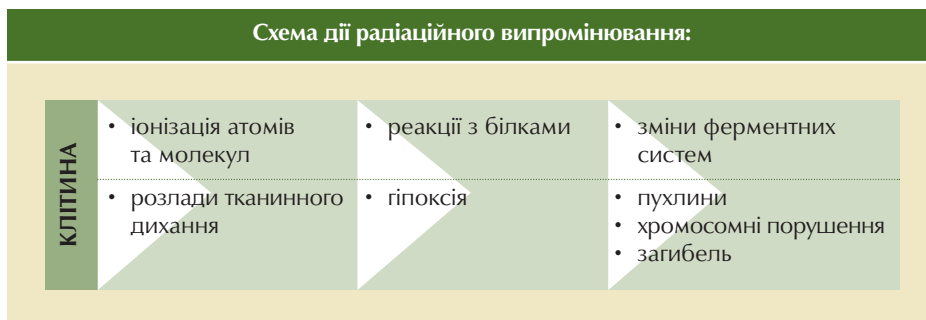 Схема дії радіаційного випромінювання:
КЛІТИНА
• іонізація атомів
та молекул
• реакції з білками
• зміни ферментних
систем
• розлади тканинного
дихання
• гіпоксія
• пухлини
• хромосомні порушення
• загибель